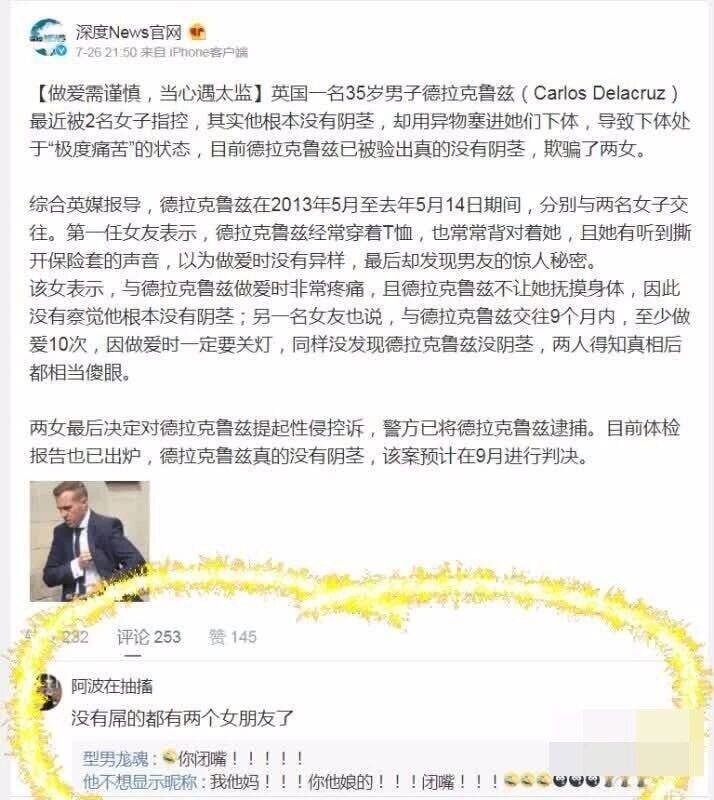 深度News官网
7-26 21:50 来自 iPhone客户端
【做爱需谨慎，当心遇太监】英国一名35岁男子德拉克鲁兹（Carlos Delacruz）
最近被2名女子指控，其实他根本没有阴茎，却用异物塞进她们下体，导致下体处
于“极度痛苦”的状态，目前德拉克鲁兹已被验出真的没有阴茎，欺骗了两女。
综合英媒报导，德拉克鲁兹在2013年5月至去年5月14日期间，分别与两名女子交
往。第一任女友表示，德拉克鲁兹经常穿着T恤，也常常背对着她，且她有听到撕
开保险套的声音，以为做爱时没有异样，最后却发现男友的惊人秘密。
该女表示，与德拉克鲁兹做爱时非常疼痛，且德拉克鲁兹不让她抚摸身体，因此
没有察觉他根本没有阴茎；另一名女友也说，与德拉克鲁兹交往9个月内，至少做
爱10次，因做爱时一定要关灯，同样没发现德拉克鲁兹没阴茎，两人得知真相后
都相当傻眼。
两女最后决定对德拉克鲁兹提起性侵控诉，警方已将德拉克鲁兹逮捕。目前体检
报告也已出炉，德拉克鲁兹真的没有阴茎，该案预计在9月进行判决。
232 评论 253 赞 145
阿波在抽搐
没有屌的都有两个女朋友了
型男龙魂：你闭嘴！！！！！
他不想显示昵称：我他妈！！！你他娘的！！！闭嘴！！！